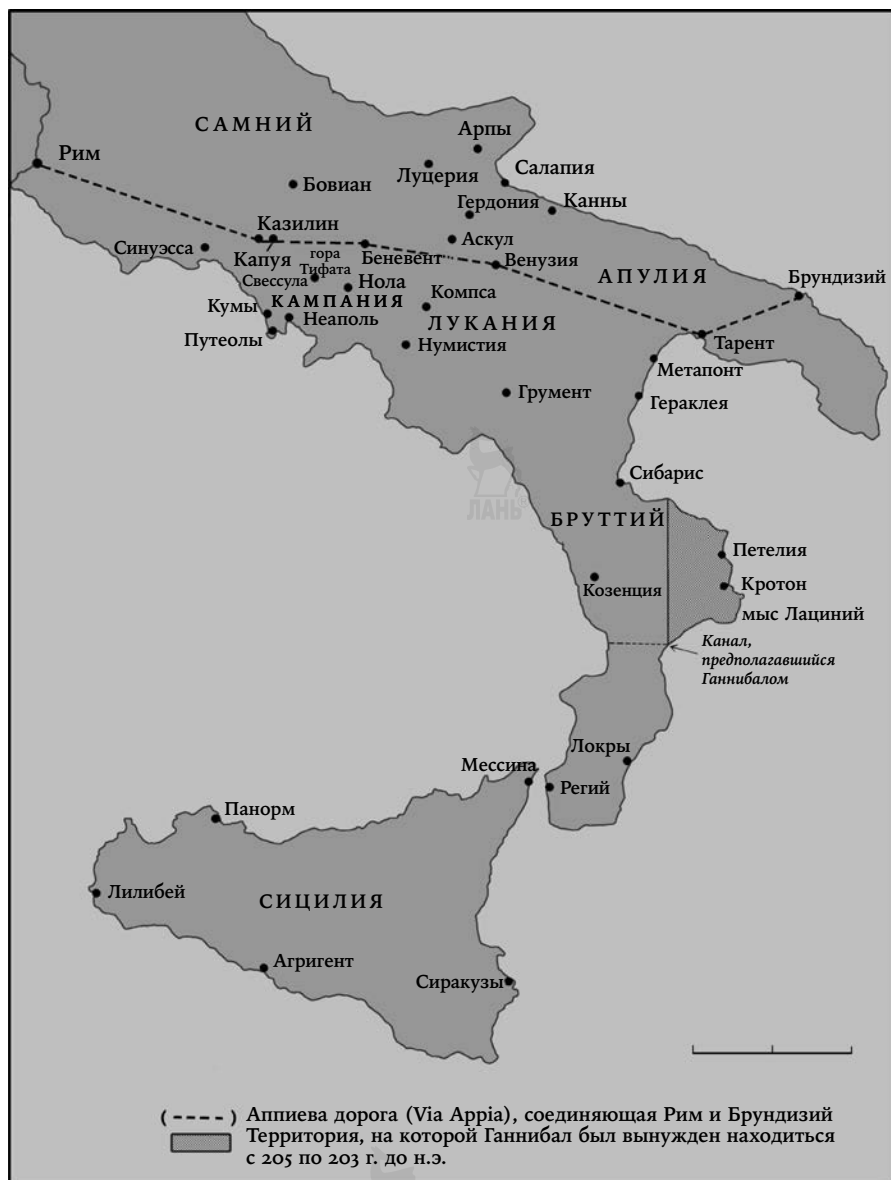 САМНИЙ
Арпы
Рим
Луцерия
Салапия
Бовиан
Гердония
Канны
Казилин
Аскул
Синуэсса
Капуя
гора
Тифата
Беневент
Венузия
АПУЛИЯ
Свессула
Нола
Брундизий
КАМПАНИЯ
Компса
Кумы
Неаполь
ЛУКАНИЯ
Путеолы
Нумистия
Тарент
Метапонт
Грумент
Гераклея
ЛАНЬ®
Сибарис
БРУТТИЙ
Петелия
Козенция
Кротон
мыс Лациний
Канал,
предполагавшийся
Ганнибалом
Локры
Мессина
Регий
Панорм
Лилибей
СИЦИЛИЯ
Агригент
Сиракузы
(-----) Аппиева дорога (Via Appia), соединяющая Рим и Брундизий
Территория, на которой Ганнибал был вынужден находиться
с 205 по 203 г. до н.э.